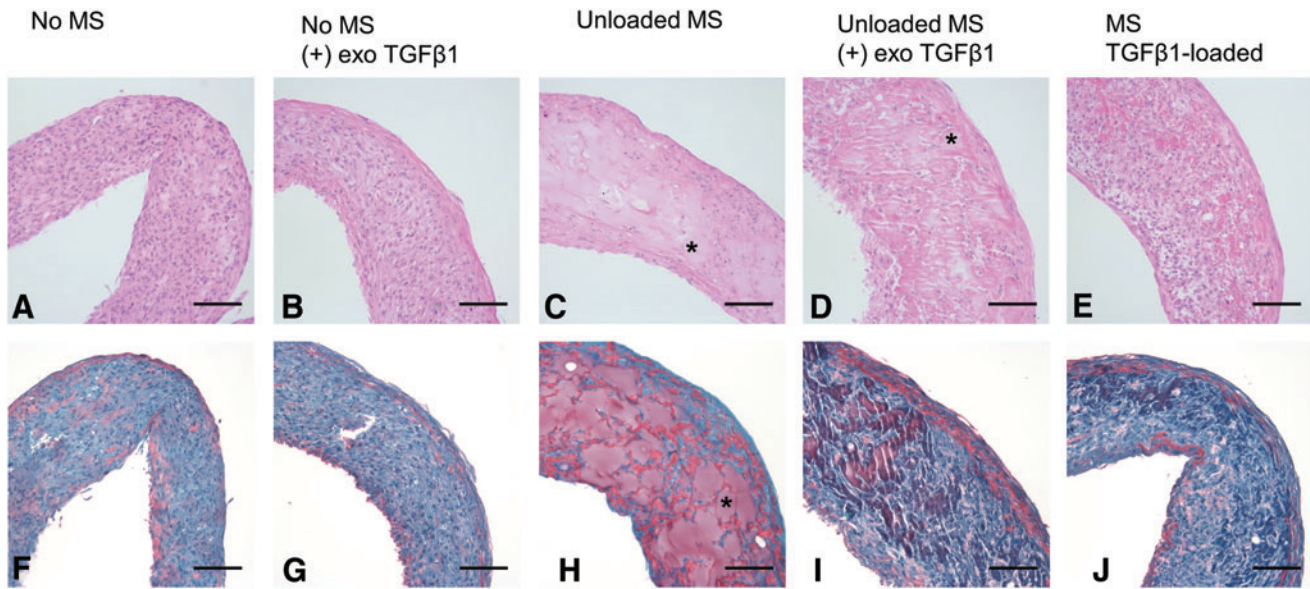 No MS
No MS
(+) exo TGFβ1
Unloaded MS
Unloaded MS
(+) exo TGFβ1
MS
TGFβ1-loaded
A
B
*
C
*
D
E
F
G
*
H
I
J